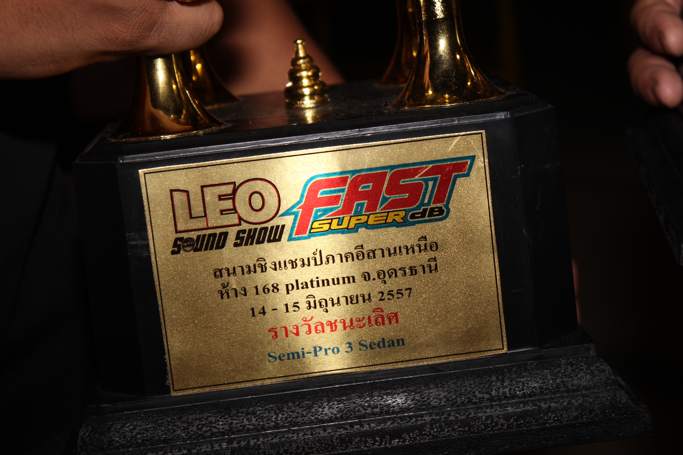 LEO FAST
SOUND SHOW SUPER dB
สนามชิงแชมป์ภาคอีสานเหนือ
ห้าง 168 platinum จ.อุดรธานี
14 - 15 มิถุนายน 2557
รางวัลชนะเลิศ
Semi-Pro 3 Sedan